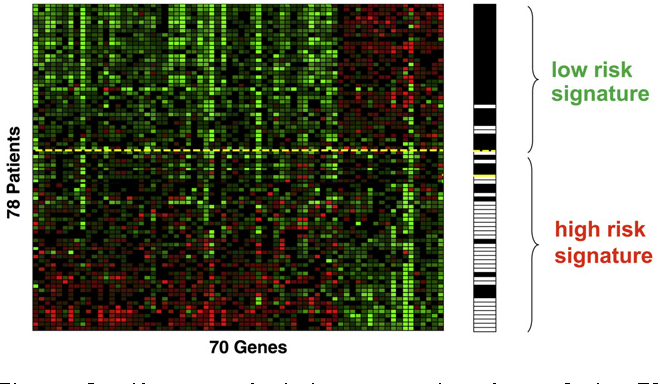 78 Patients
low risk
signature
high risk
signature
70 Genes